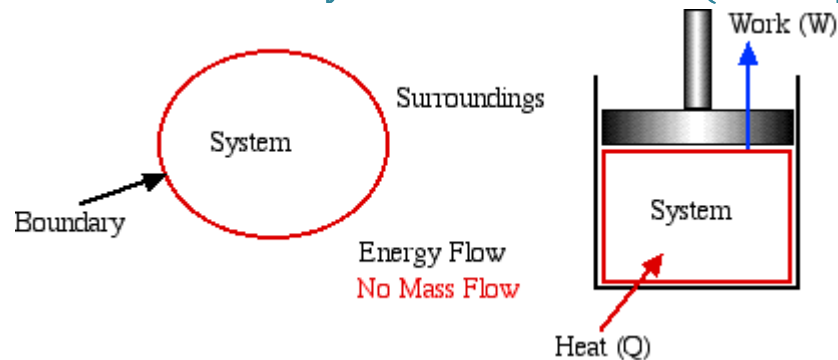 Work (W)
Surroundings
System
Boundary
System
Energy Flow
No Mass Flow
Heat (Q)